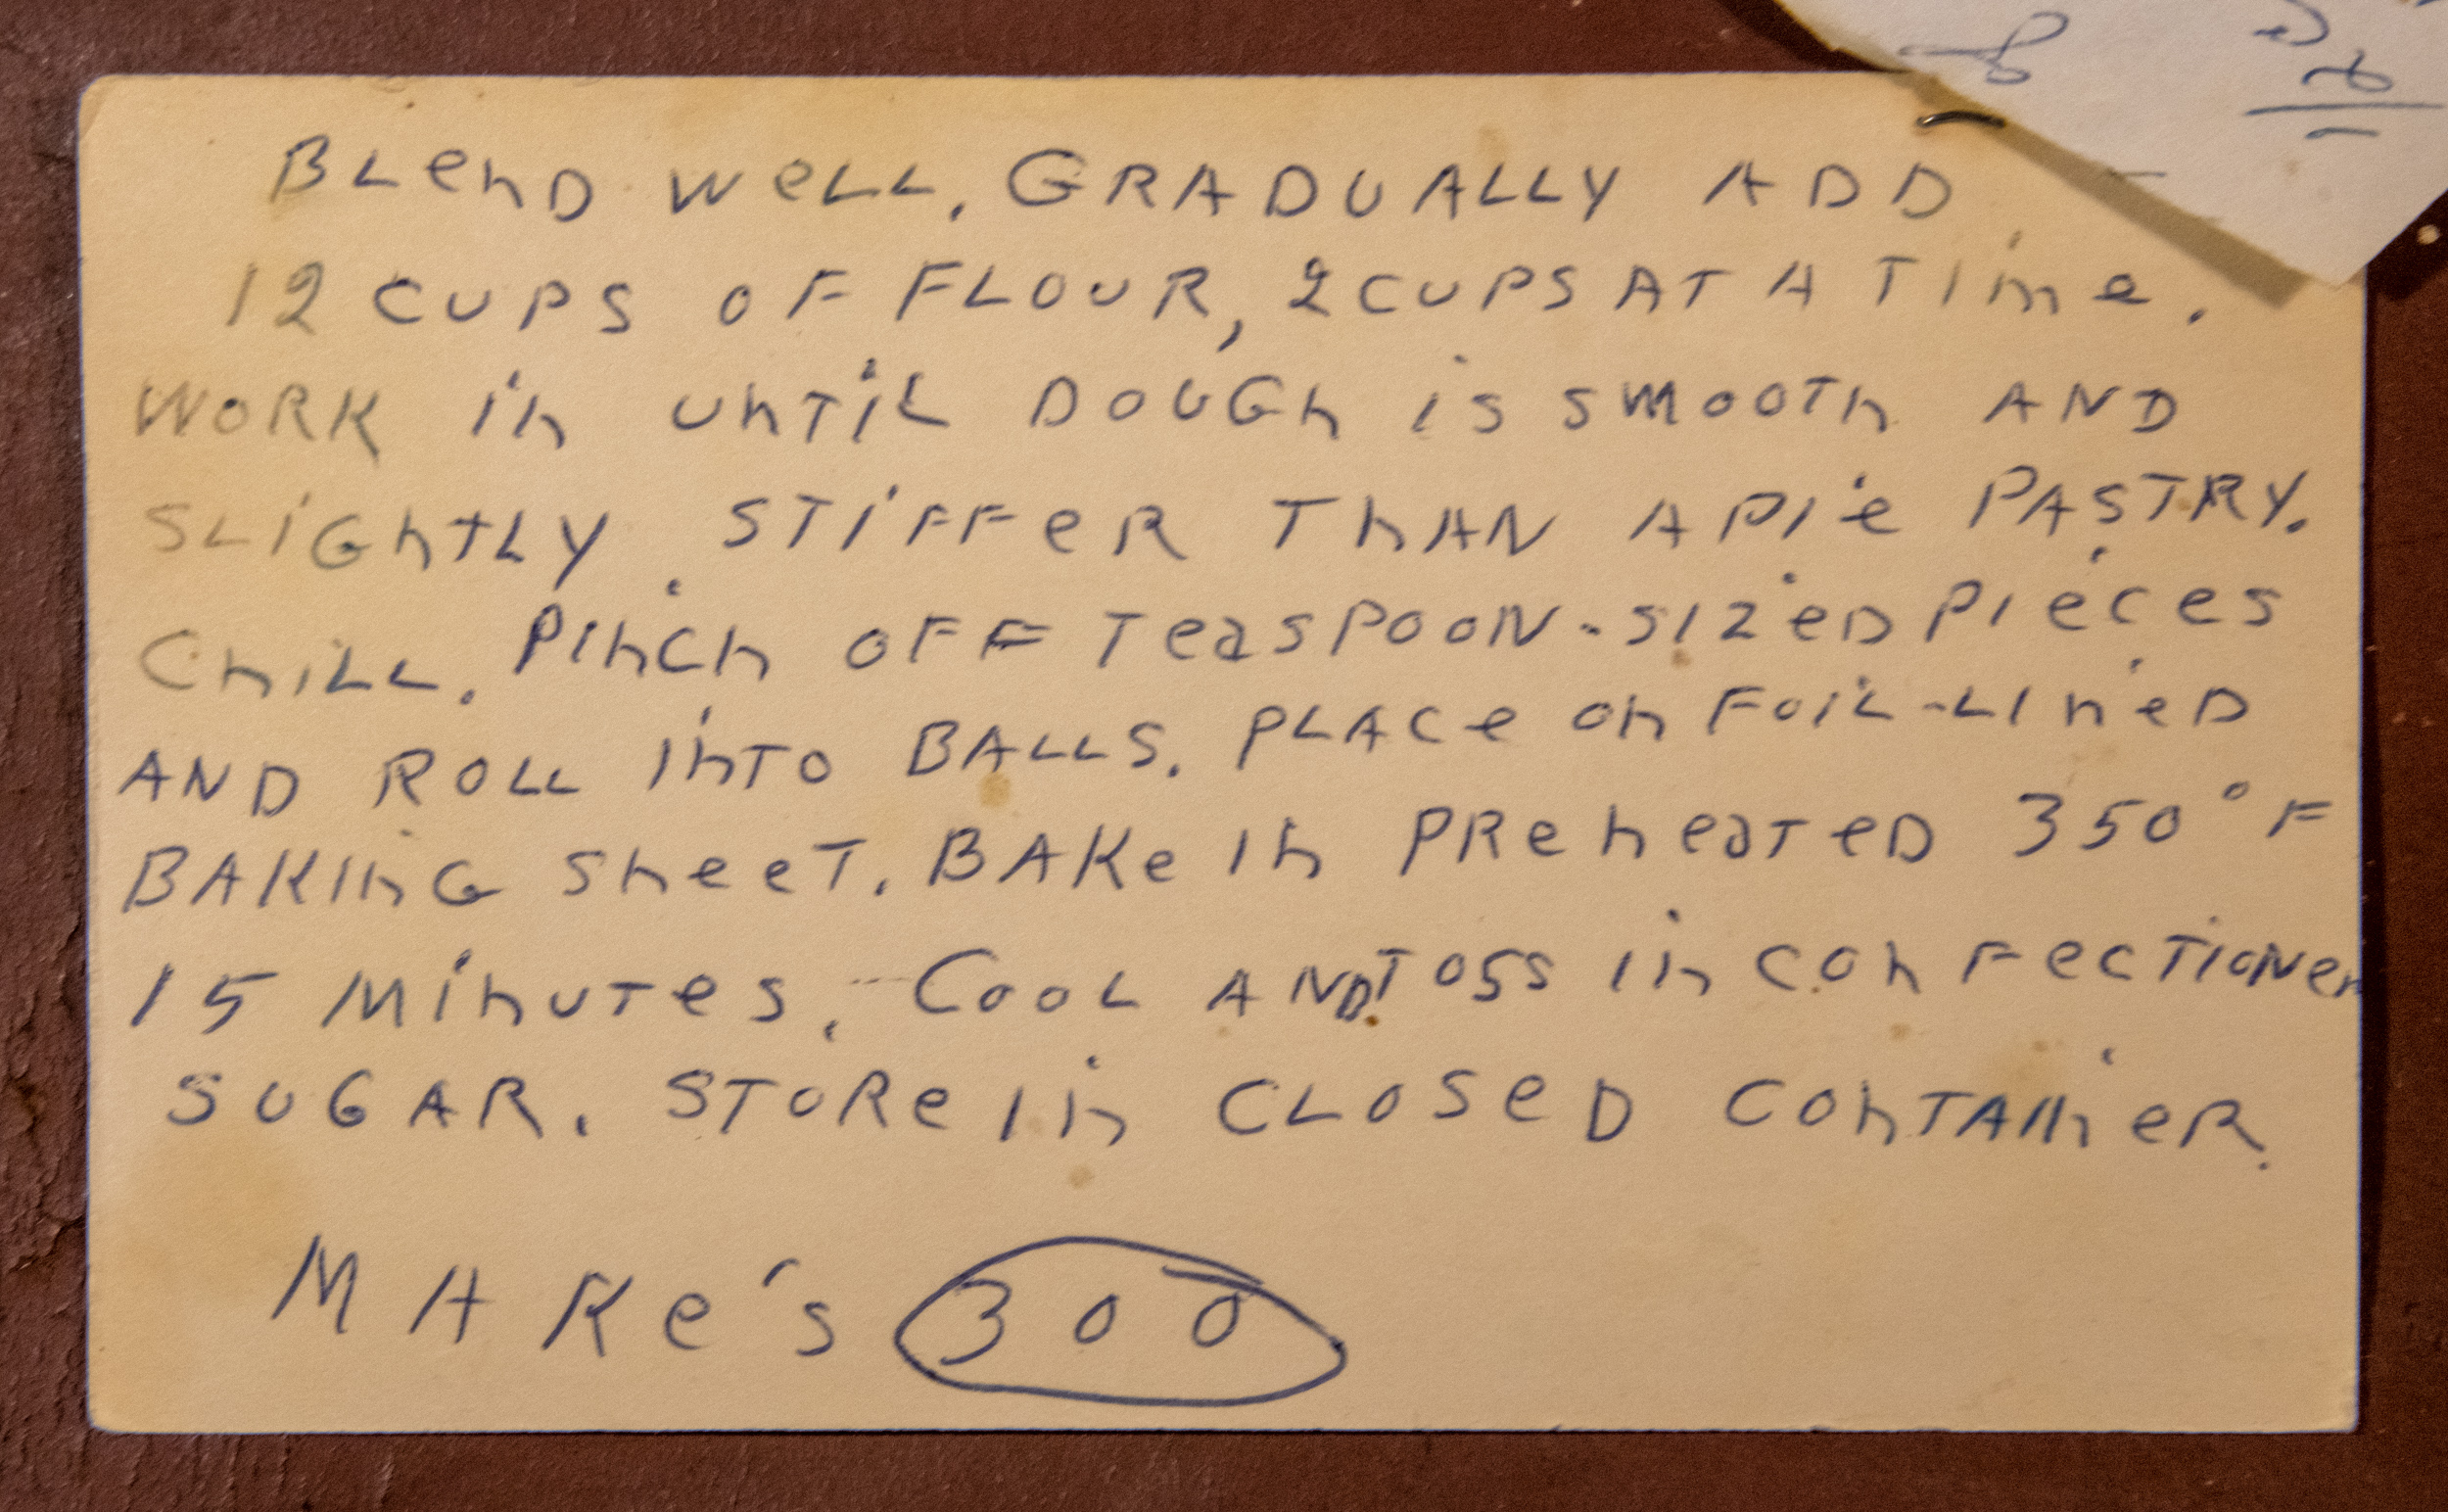 BLenD WeLL. GRADUALLY ADD
12 CUPS OF FLOUR, 2 CUPS AT A Time.
WORK in UnTiL DOUGh is SMOOTh AND
SLiGhTLY STiFFeR ThAN A Pie PASTRY.
ChiLL. PinCh OFF TeaSPOON-SizeD PieCeS
AND ROLL inTO BALLS. PLACe On FOiL-LineD
BAKinG SheeT. BAKe in PReheaTeD 350°F
15 MinUTeS. COOL AND TOSS in COnFeCTiONer
SUGAR. STORe in CLOSeD COnTAineR.
MAKe's 300